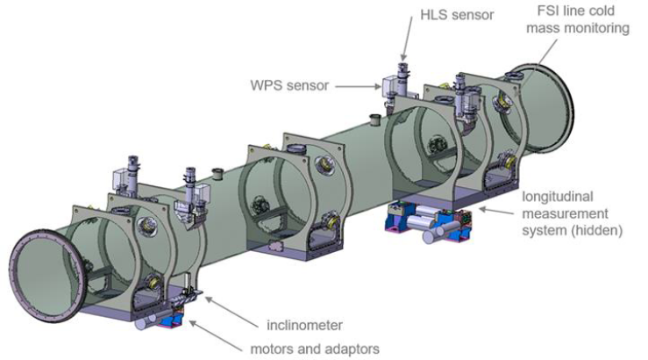 HLS sensor
FSI line cold
mass monitoring
WPS sensor
longitudinal
measurement
system (hidden)
inclinometer
motors and adaptors